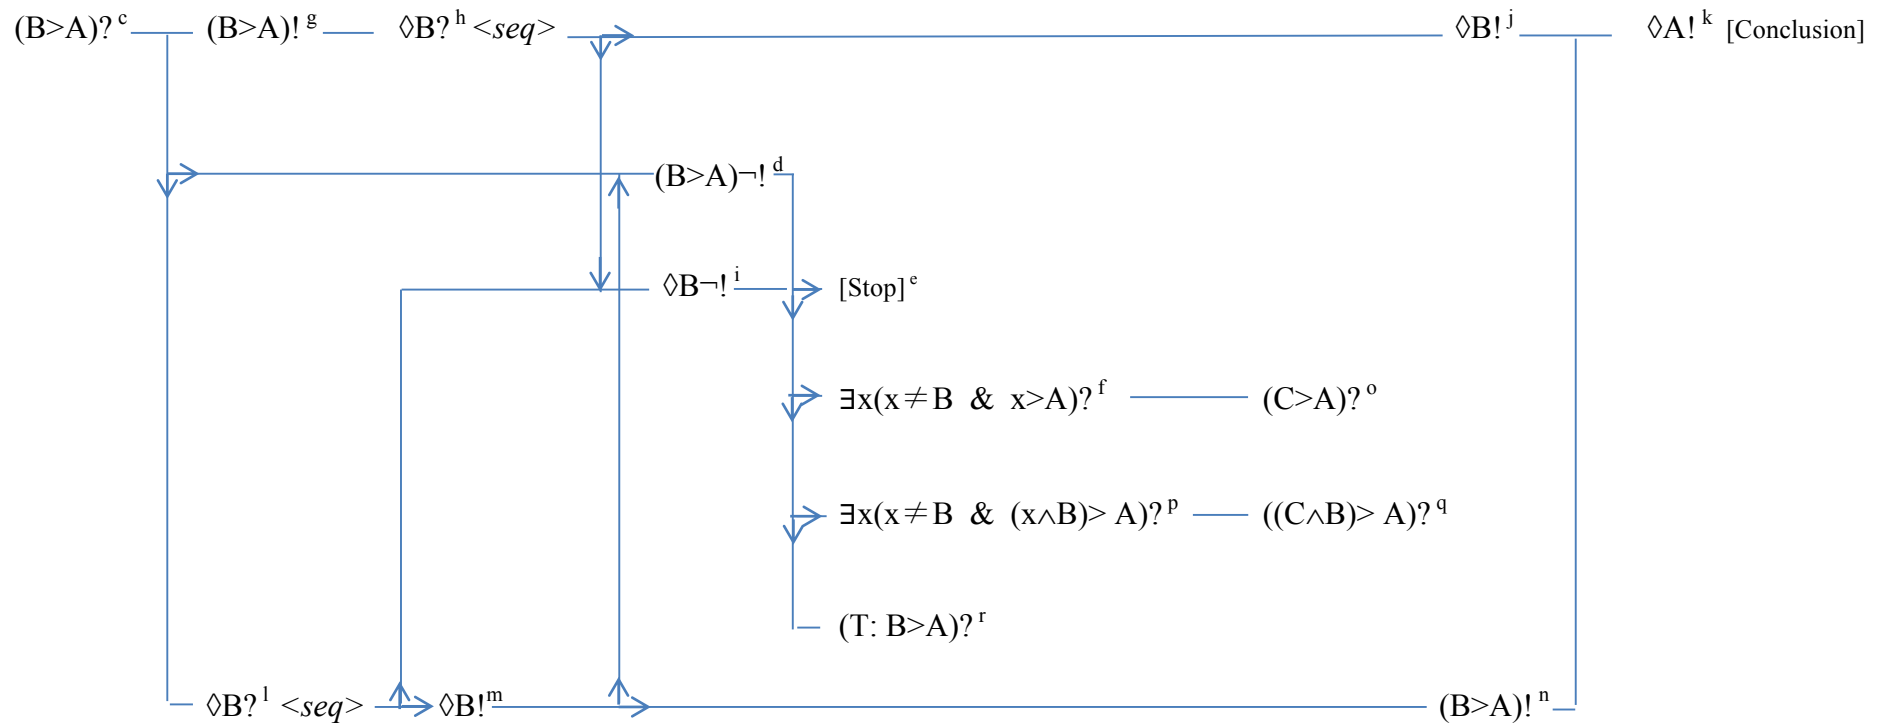 (B>A)? ᶜ (B>A)! ᵍ ◊B? ʰ <seq> ◊B! ʲ ◊A! ᵏ [Conclusion]
(B>A)¬! ᵈ
◊B¬! ⁱ [Stop] ᵉ
∃x(x≠B & x>A)? ᶠ (C>A)? ᵒ
∃x(x≠B & (x∧B)> A)? ᵖ ((C∧B)> A)? q
(T: B>A)? ʳ
◊B? ˡ <seq> ◊B!ᵐ (B>A)! ⁿ